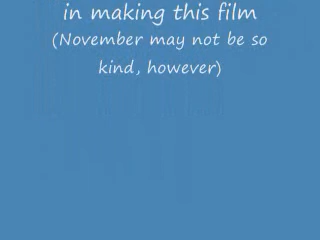 in making this film
(November may not be so
kind, however)